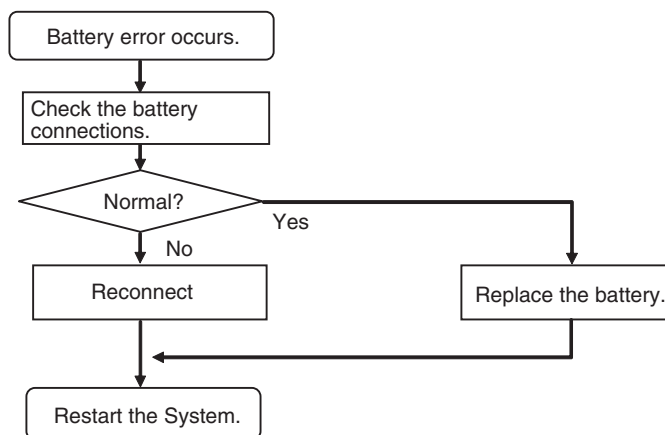 Battery error occurs.
Check the battery
connections.
Normal?
Yes
No
Reconnect
Replace the battery.
Restart the System.